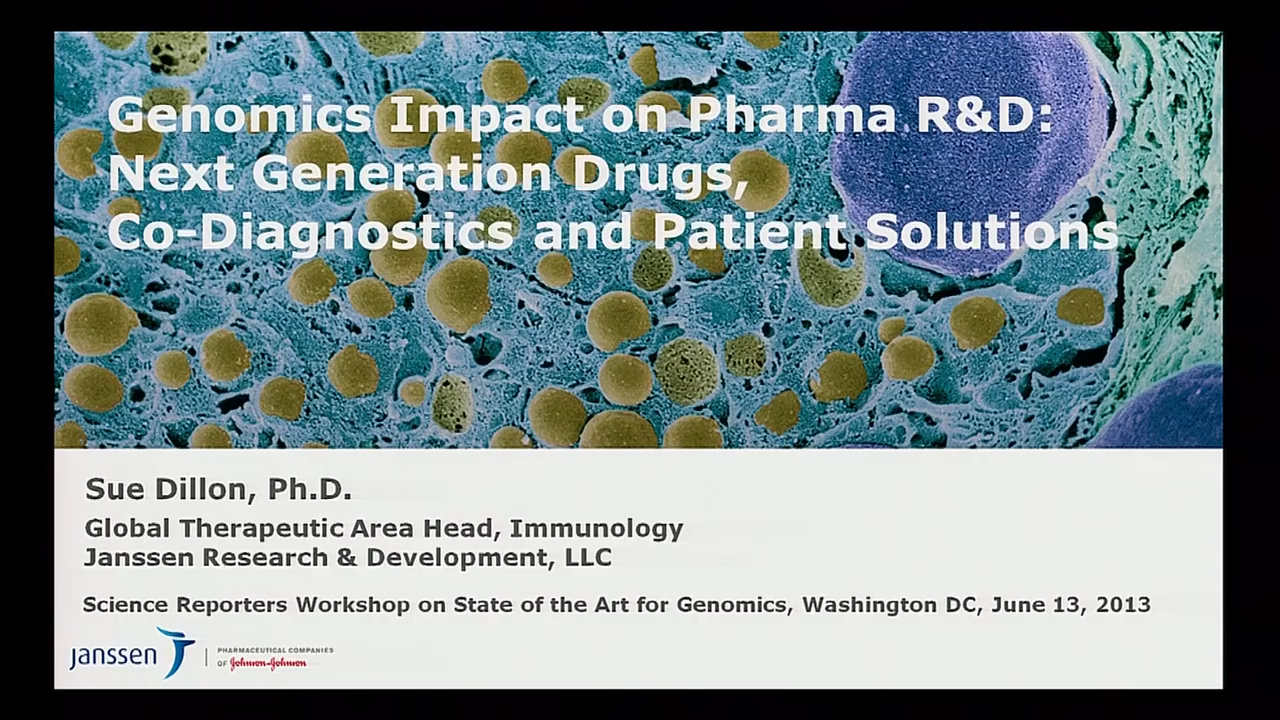 Genomics Impact on Pharma R&D:
Next Generation Drugs,
Co-Diagnostics and Patient Solutions
Sue Dillon, Ph.D.
Global Therapeutic Area Head, Immunology
Janssen Research & Development, LLC
Science Reporters Workshop on State of the Art for Genomics, Washington DC, June 13, 2013
janssen
PHARMACEUTICAL COMPANIES
OF Johnson-Johnson